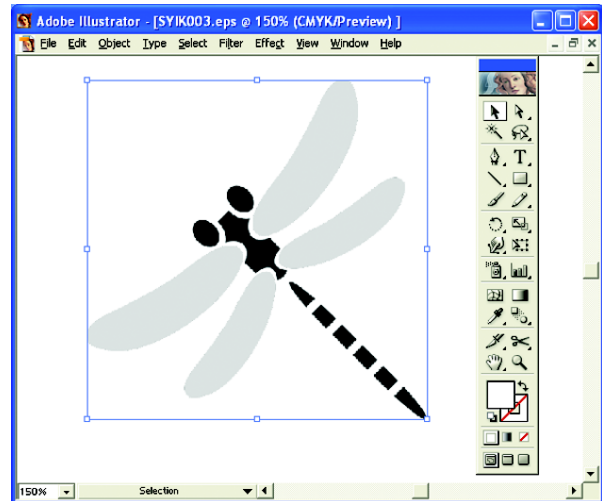 Adobe Illustrator - [SYIK003.eps @ 150% (CMYK/Preview) ]
File Edit Object Type Select Filter Effect View Window Help
T
150% Selection